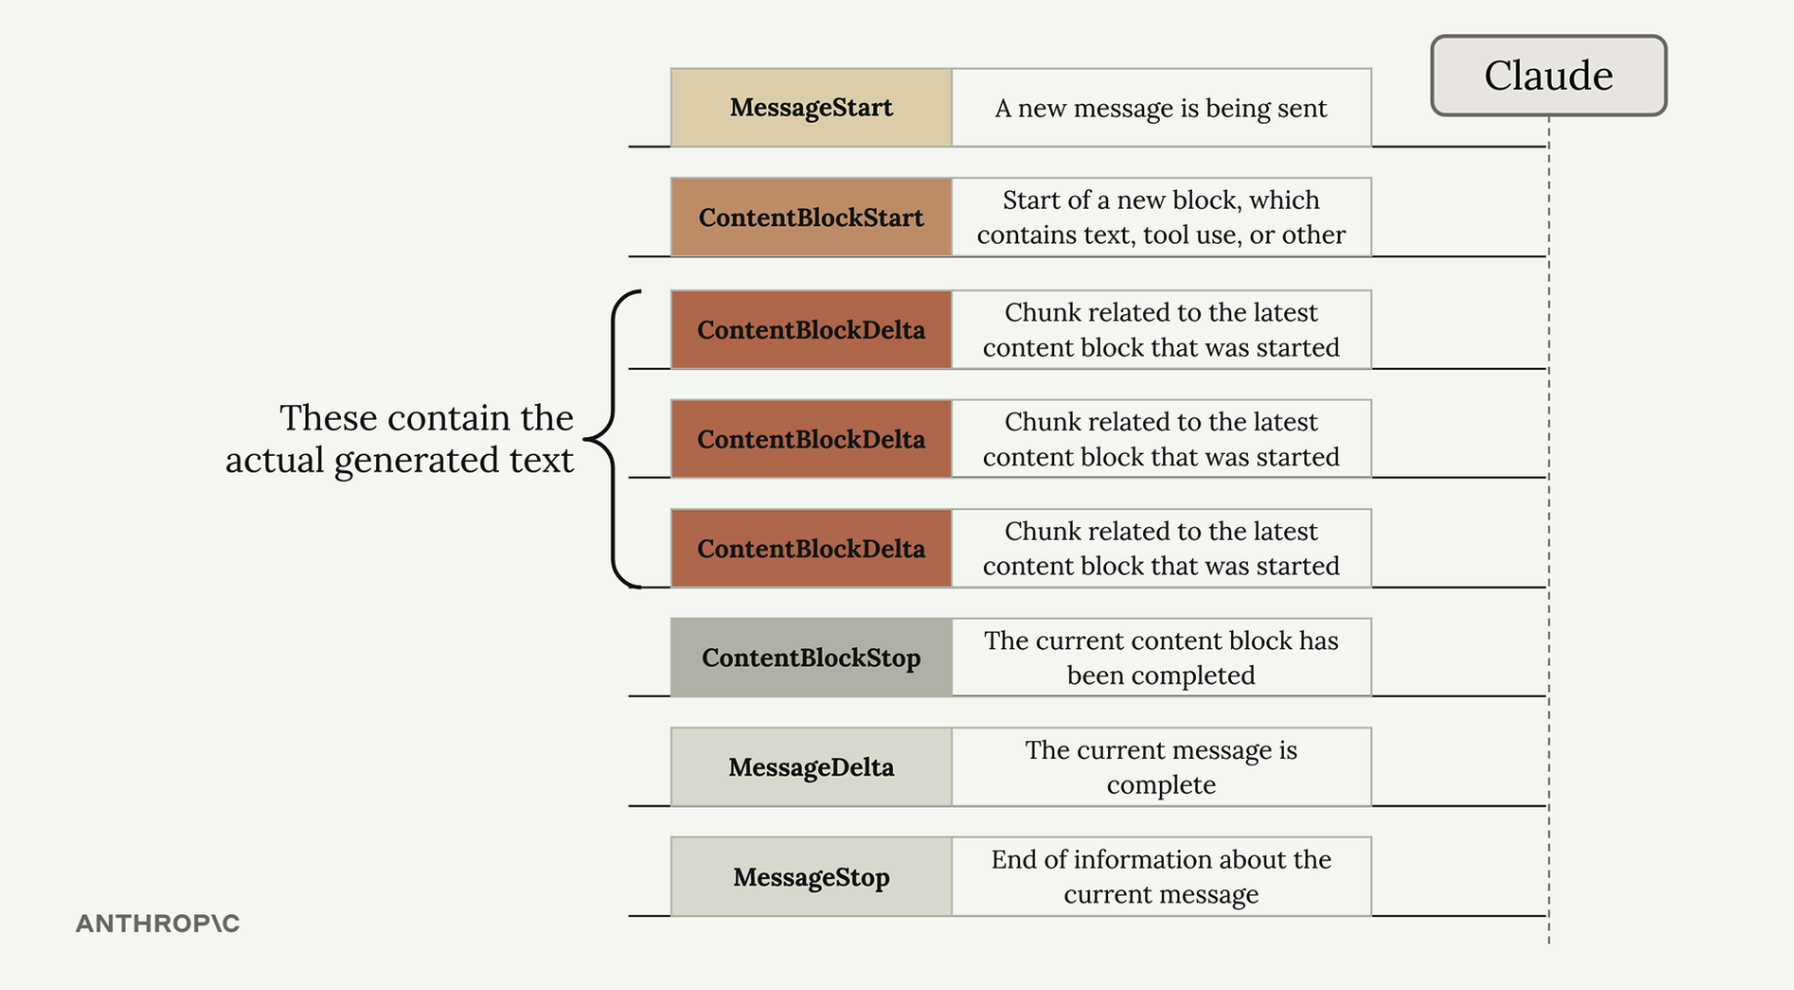 Claude
MessageStart
A new message is being sent
ContentBlockStart
Start of a new block, which
contains text, tool use, or other
ContentBlockDelta
Chunk related to the latest
content block that was started
These contain the
actual generated text
ContentBlockDelta
Chunk related to the latest
content block that was started
ContentBlockDelta
Chunk related to the latest
content block that was started
ContentBlockStop
The current content block has
been completed
MessageDelta
The current message is
complete
MessageStop
End of information about the
current message
ANTHROP\C